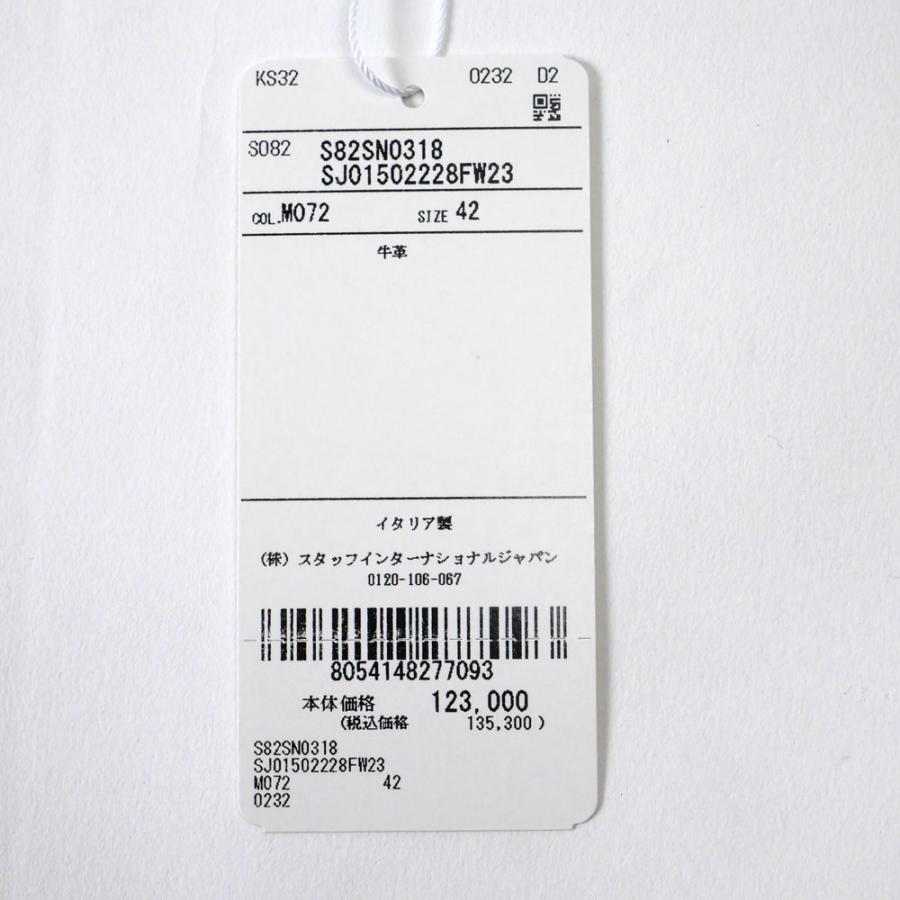 KS32 0232 D2
S082 S82SN0318
SJ01502228FW23
COL.M072 SIZE 42
牛革
イタリア製
(株)スタッフインターナショナルジャパン
0120-106-067
8054148277093
本体価格 123,000
(税込価格 135,300 )
S82SN0318
SJ01502228FW23
M072 42
0232